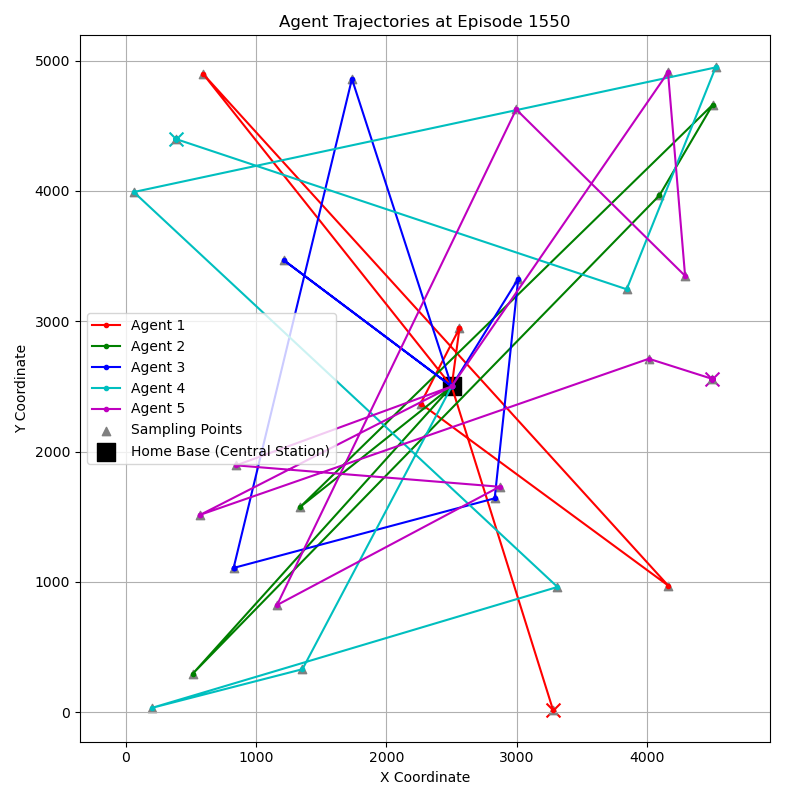 Agent Trajectories at Episode 1550
5000
4000
3000
2000
1000
0
Y Coordinate
Agent 1
Agent 2
Agent 3
Agent 4
Agent 5
Sampling Points
Home Base (Central Station)
0 1000 2000 3000 4000
X Coordinate